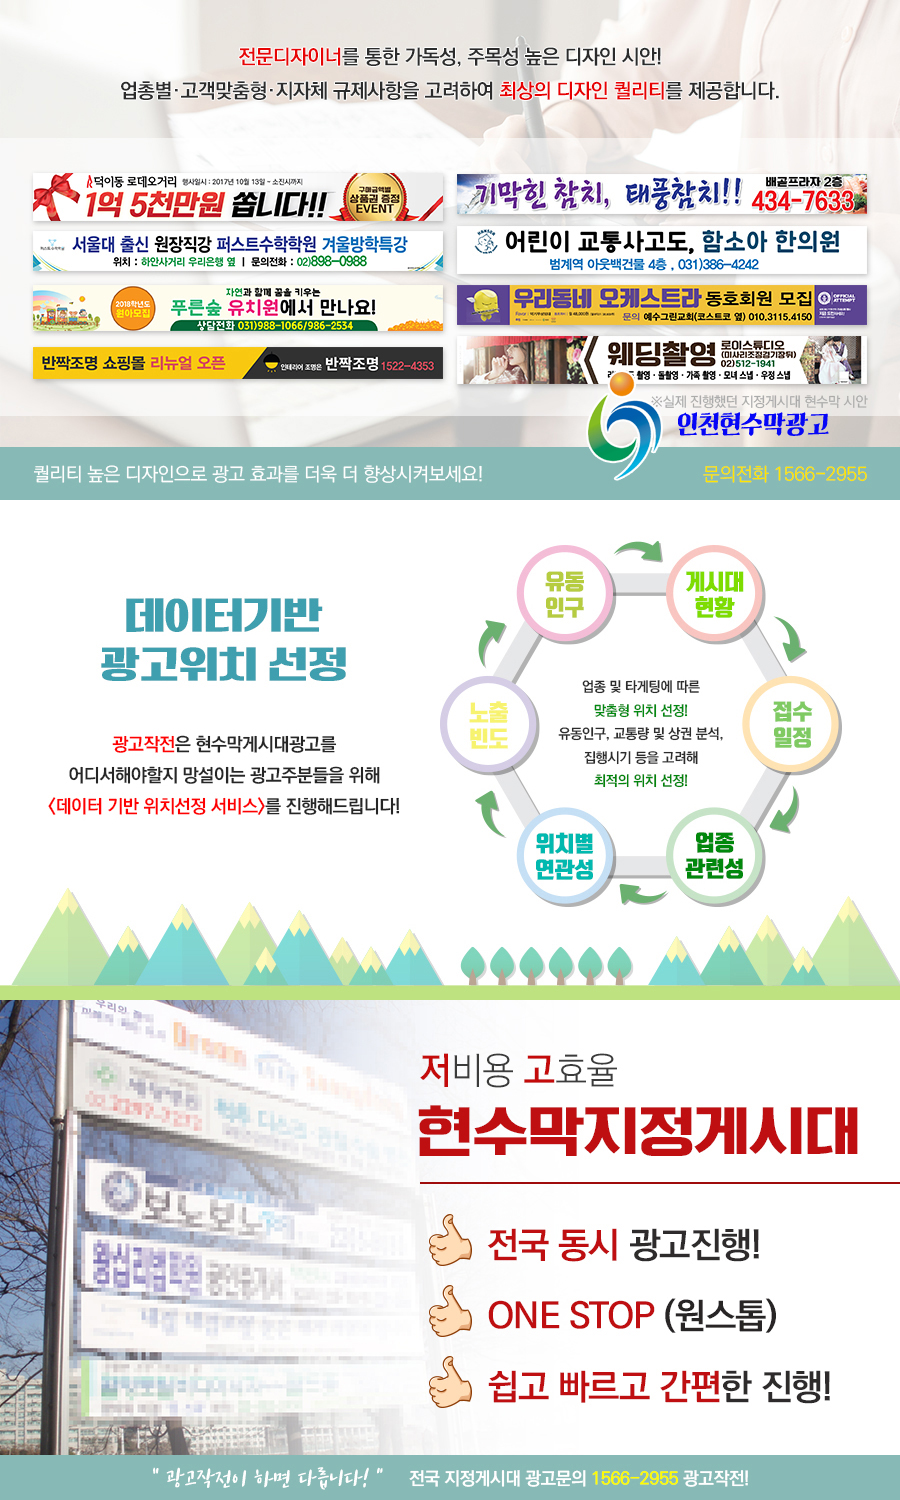 전문디자이너를 통한 가독성, 주목성 높은 디자인 시안!
업종별·고객맞춤형·지자체 규제사항을 고려하여 최상의 디자인 퀄리티를 제공합니다.
덕이동 로데오거리 행사일시 : 2017년 10월 13일 ~ 소진시까지
1억 5천만원 쏩니다!!
구매금액별
상품권 증정
EVENT
서울대 출신 원장직강 퍼스트수학학원 겨울방학특강
위치 : 하안사거리 우리은행 옆 | 문의전화 : 02)898-0988
자연과 함께 꿈을 키우는
2018학년도
원아모집
푸른숲 유치원에서 만나요!
상담전화 031)988-1066/986-2534
반짝조명 쇼핑몰 리뉴얼 오픈
인테리어 조명은 반짝조명 1522-4353
기막힌 참치, 태풍참치!!
배곧프라자 2층
434-7633
어린이 교통사고도, 함소아 한의원
범계역 아웃백건물 4층 , 031)386-4242
우리동네 오케스트라 동호회원 모집
문의 예수그린교회(코스트코 옆) 010.3115.4150
OFFICIAL
ATTEMPT
웨딩촬영
로이스튜디오
(미사리조정경기장뒤)
02)512-1941
촬영 · 돌촬영 · 가족 촬영 · 모녀 스냅 · 우정 스냅
※실제 진행했던 지정게시대 현수막 시안
인천현수막광고
퀄리티 높은 디자인으로 광고 효과를 더욱 더 향상시켜보세요!
문의전화 1566-2955
데이터기반
광고위치 선정
광고작전은 현수막게시대광고를
어디서해야할지 망설이는 광고주분들을 위해
<데이터 기반 위치선정 서비스>를 진행해드립니다!
유동
인구
게시대
현황
접수
일정
업종
관련성
위치별
연관성
노출
빈도
업종 및 타게팅에 따른
맞춤형 위치 선정!
유동인구, 교통량 및 상권 분석,
집행시기 등을 고려해
최적의 위치 선정!
저비용 고효율
현수막지정게시대
전국 동시 광고진행!
ONE STOP (원스톱)
쉽고 빠르고 간편한 진행!
보노보노
" 광고작전이 하면 다릅니다! "
전국 지정게시대 광고문의 1566-2955 광고작전!